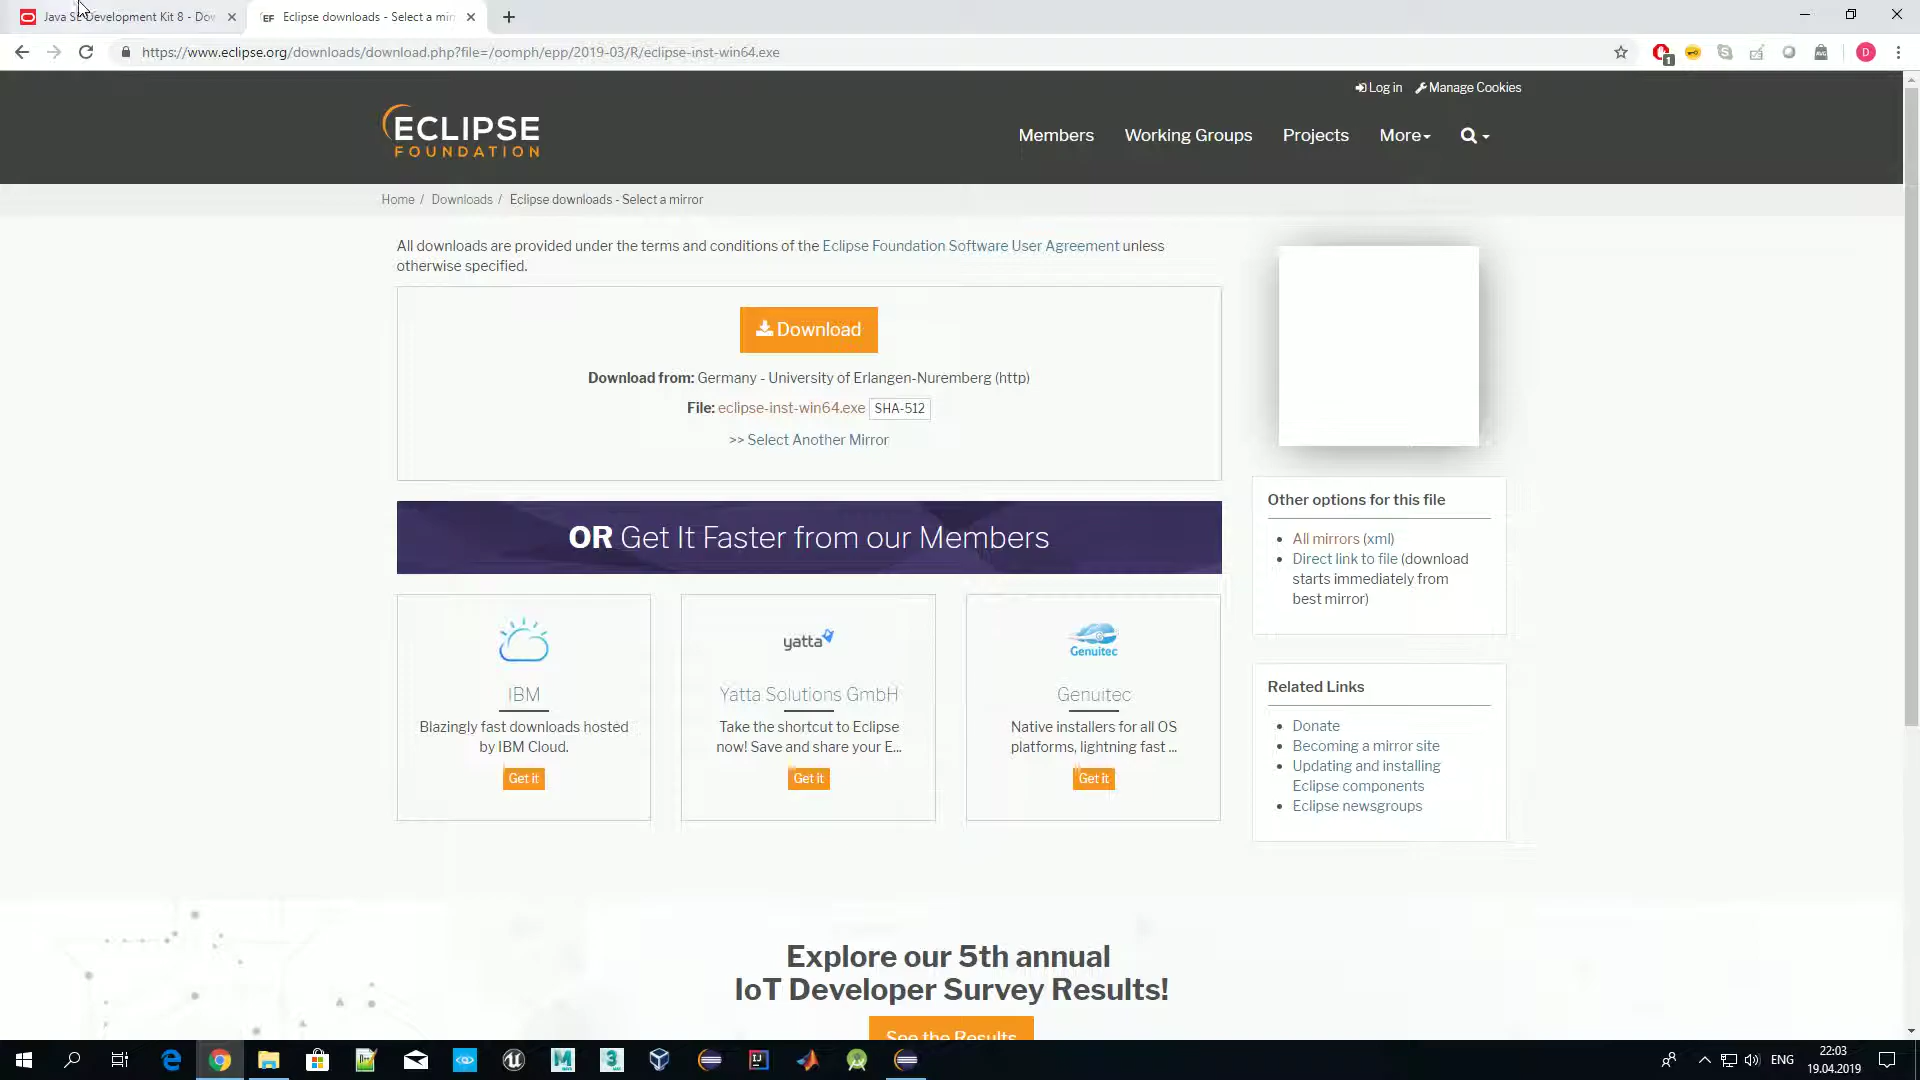 Java SE Development Kit 8 - Dow
Eclipse downloads - Select a mirr
https://www.eclipse.org/downloads/download.php?file=/oomph/epp/2019-03/R/eclipse-inst-win64.exe
1
D
Log in
Manage Cookies
ECLIPSE
FOUNDATION
Members
Working Groups
Projects
More
Home / Downloads / Eclipse downloads - Select a mirror
All downloads are provided under the terms and conditions of the Eclipse Foundation Software User Agreement unless
otherwise specified.
Download
Download from: Germany - University of Erlangen-Nuremberg (http)
File: eclipse-inst-win64.exe SHA-512
>> Select Another Mirror
OR Get It Faster from our Members
IBM
Blazingly fast downloads hosted
by IBM Cloud.
Get it
yatta
Yatta Solutions GmbH
Take the shortcut to Eclipse
now! Save and share your E...
Get it
Genuitec
Genuitec
Native installers for all OS
platforms, lightning fast ...
Get it
Other options for this file
All mirrors (xml)
Direct link to file (download
starts immediately from
best mirror)
Related Links
Donate
Becoming a mirror site
Updating and installing
Eclipse components
Eclipse newsgroups
Explore our 5th annual
IoT Developer Survey Results!
See the Results
ENG
22:03
19.04.2019